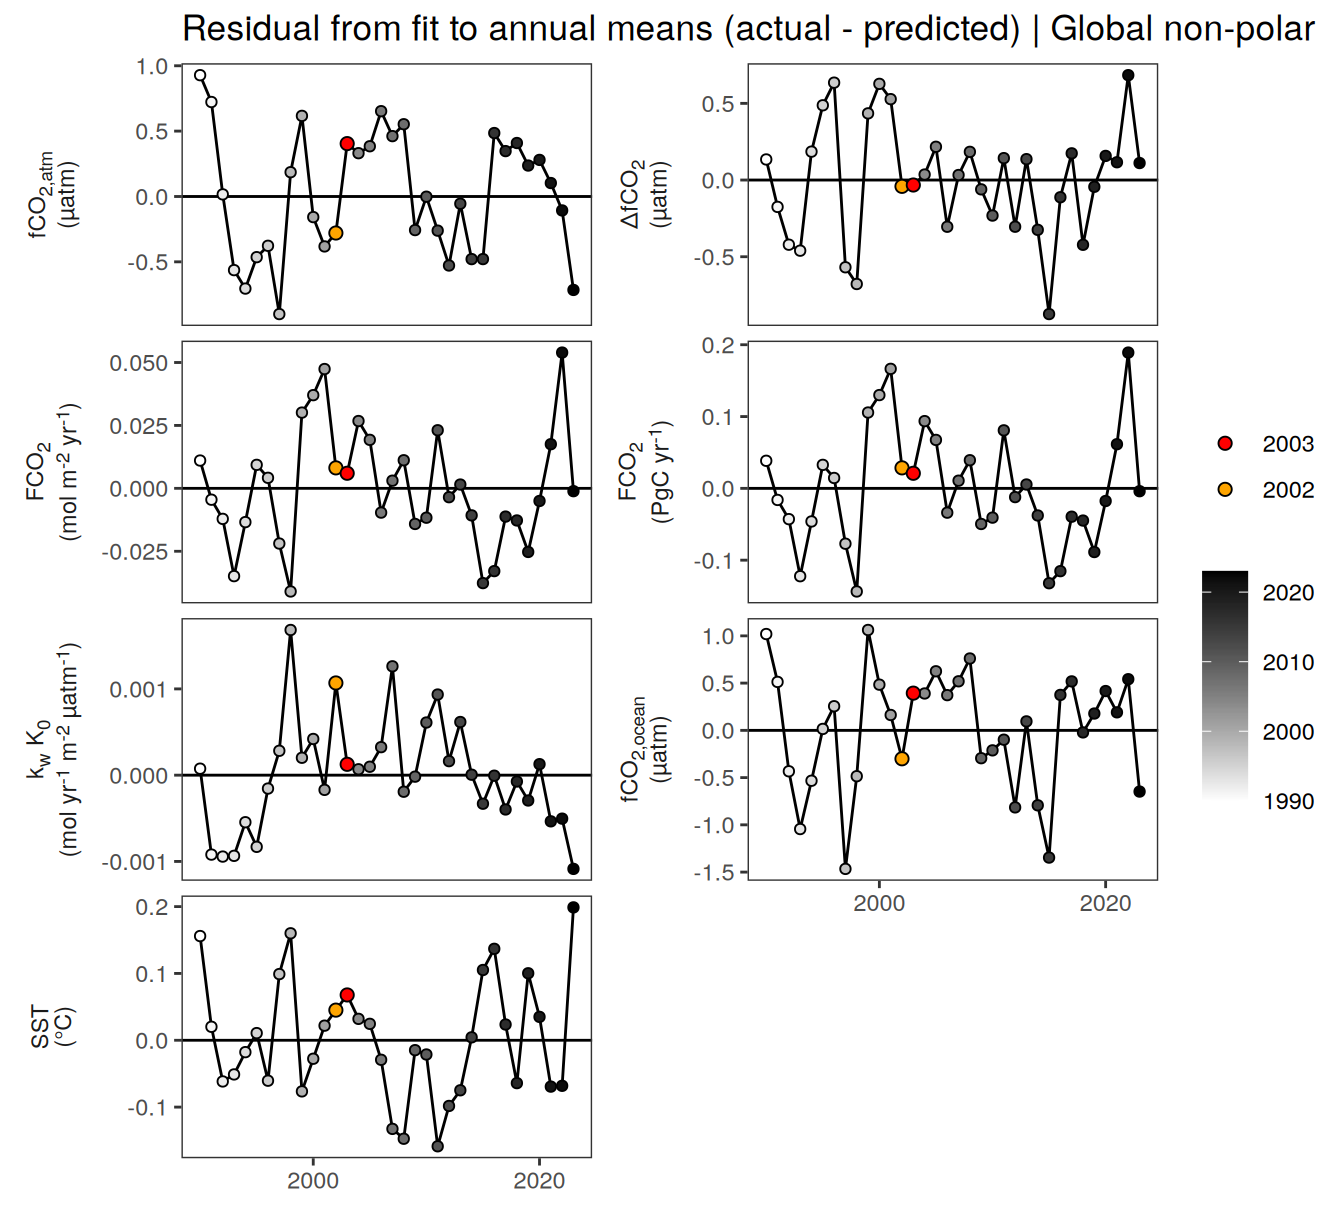 Residual from fit to annual means (actual - predicted) | Global non-polar
fCO2,atm
(µatm)
1.0
0.5
0.0
-0.5
ΔfCO2
(µatm)
0.5
0.0
-0.5
FCO2
(mol m-2 yr-1)
0.050
0.025
0.000
-0.025
FCO2
(PgC yr-1)
0.2
0.1
0.0
-0.1
kw K0
(mol yr-1 m-2 µatm-1)
0.001
0.000
-0.001
fCO2,ocean
(µatm)
1.0
0.5
0.0
-0.5
-1.0
-1.5
2000
2020
SST
(°C)
0.2
0.1
0.0
-0.1
2000
2020
2003
2002
2020
2010
2000
1990